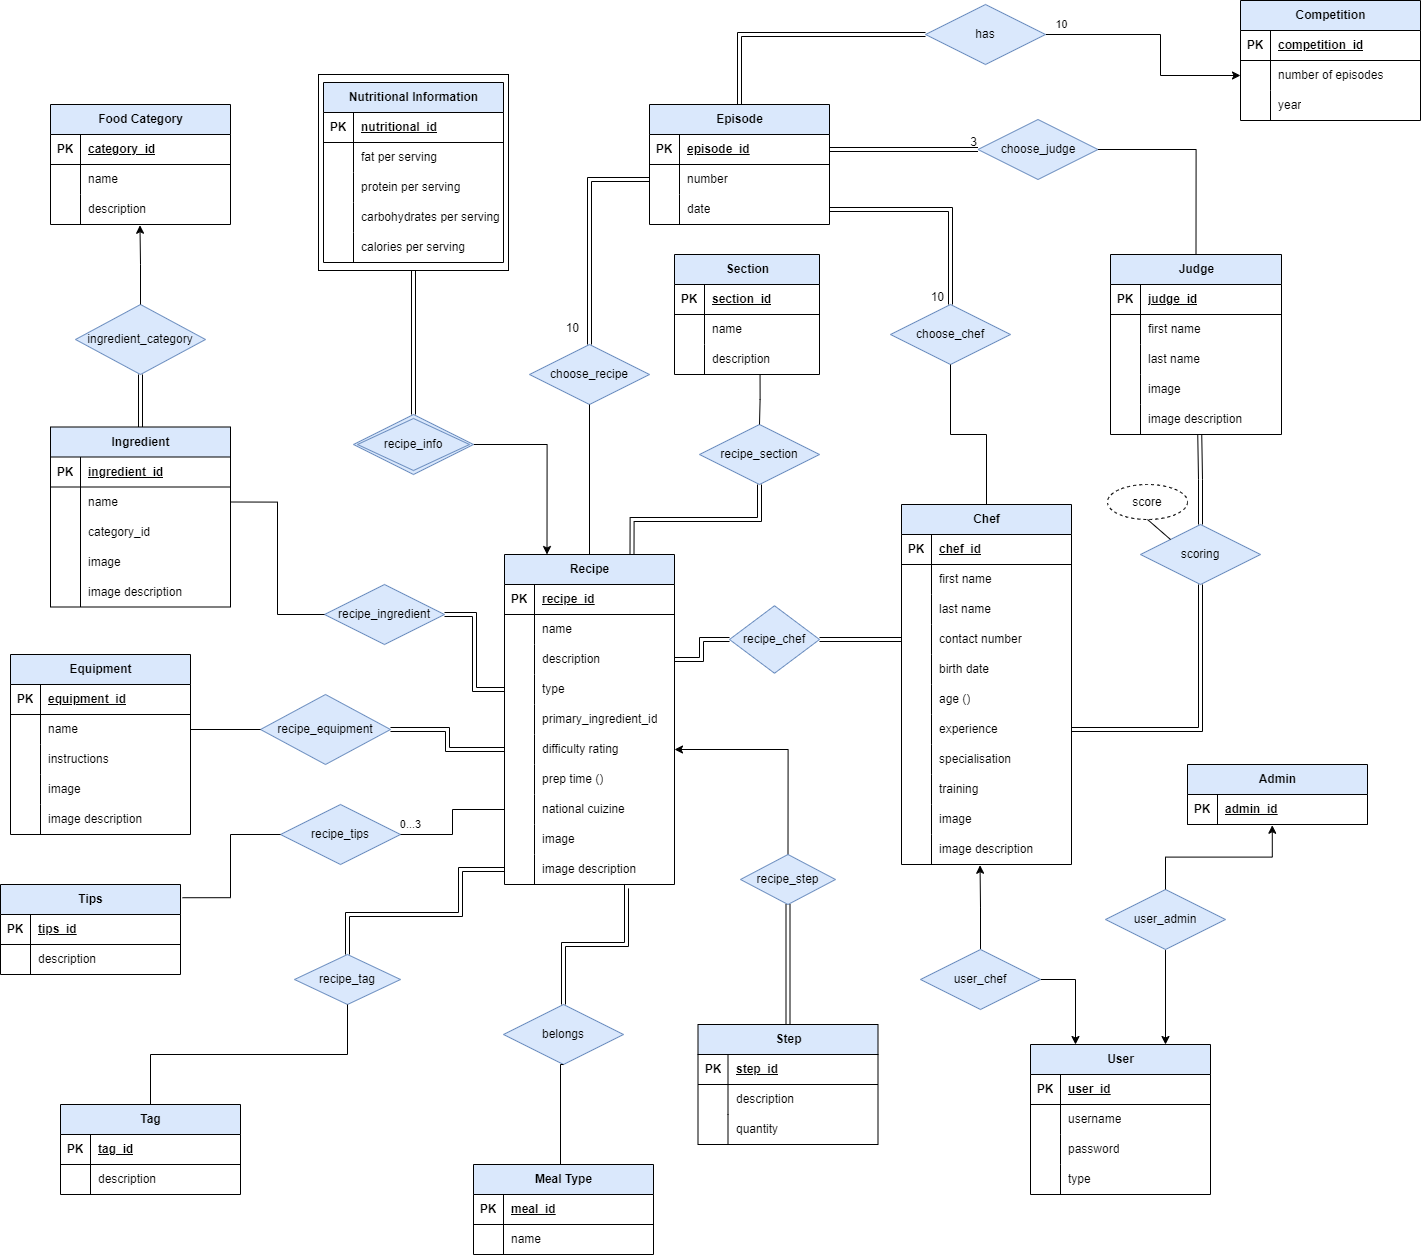 has
10
Competition
PK competition_id
number of episodes
year
Nutritional Information
PK nutritional_id
fat per serving
protein per serving
carbohydrates per serving
calories per serving
Food Category
PK category_id
name
description
Episode
PK episode_id
number
date
3
choose_judge
Section
PK section_id
name
description
Judge
PK judge_id
first name
last name
image
image description
10
choose_chef
10
choose_recipe
ingredient_category
recipe_info
recipe_section
Ingredient
PK ingredient_id
name
category_id
image
image description
score
scoring
Chef
PK chef_id
first name
last name
contact number
birth date
age ()
experience
specialisation
training
image
image description
Recipe
PK recipe_id
name
description
type
primary_ingredient_id
difficulty rating
prep time ()
national cuizine
image
image description
recipe_ingredient
recipe_chef
Equipment
PK equipment_id
name
instructions
image
image description
recipe_equipment
recipe_tips
0...3
Admin
PK admin_id
Tips
PK tips_id
description
recipe_step
user_admin
recipe_tag
user_chef
belongs
Step
PK step_id
description
quantity
User
PK user_id
username
password
type
Tag
PK tag_id
description
Meal Type
PK meal_id
name